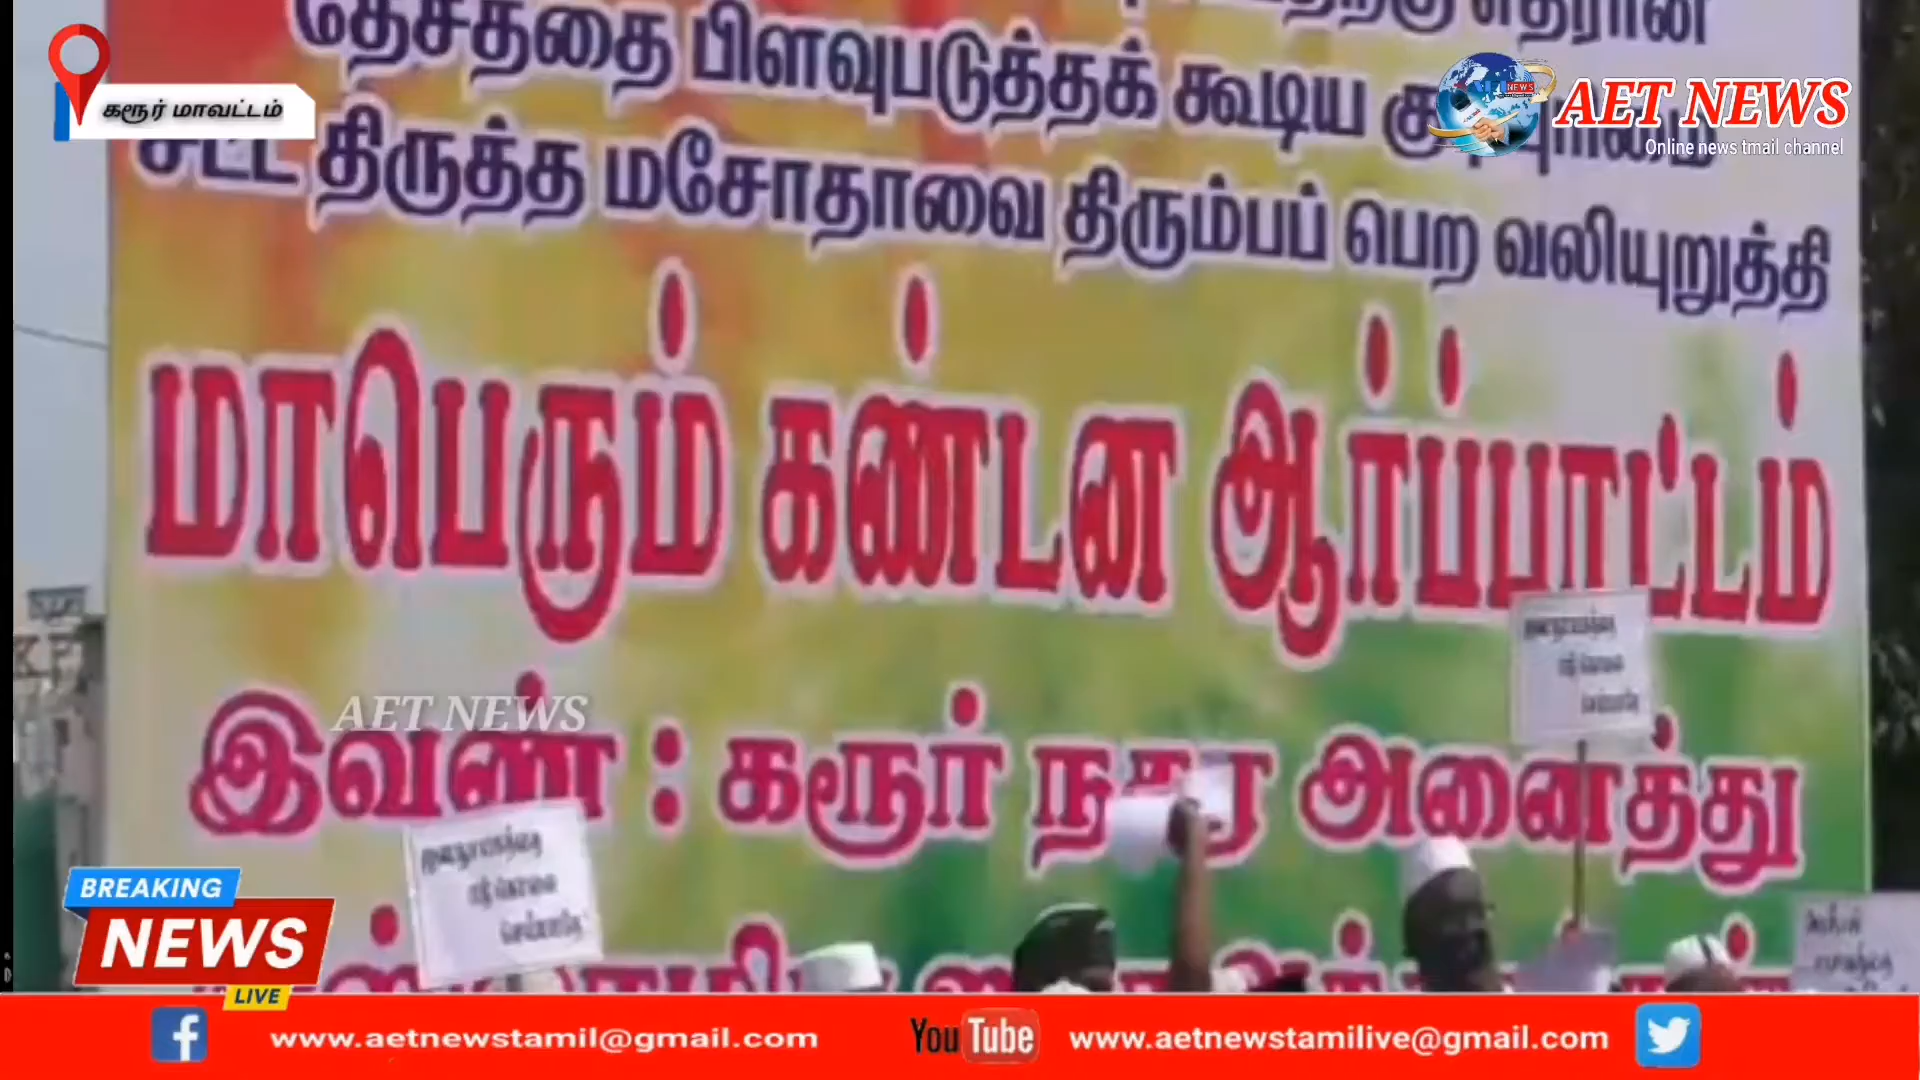 தேசத்தை பிளவுபடுத்தக் கூடிய
சட்ட திருத்த மசோதாவை திரும்பப் பெற வலியுறுத்தி
மாபெரும் கண்டன ஆர்ப்பாட்டம்
இவண் : கரூர் நகர அனைத்து
கரூர் மாவட்டம்
AET NEWS
Online news tmail channel
AET NEWS
BREAKING
NEWS
LIVE
www.aetnewstamil@gmail.com
YouTube
www.aetnewstamilive@gmail.com